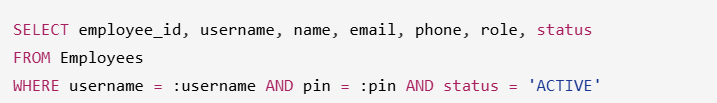 SELECT employee_id, username, name, email, phone, role, status
FROM Employees
WHERE username = :username AND pin = :pin AND status = 'ACTIVE'